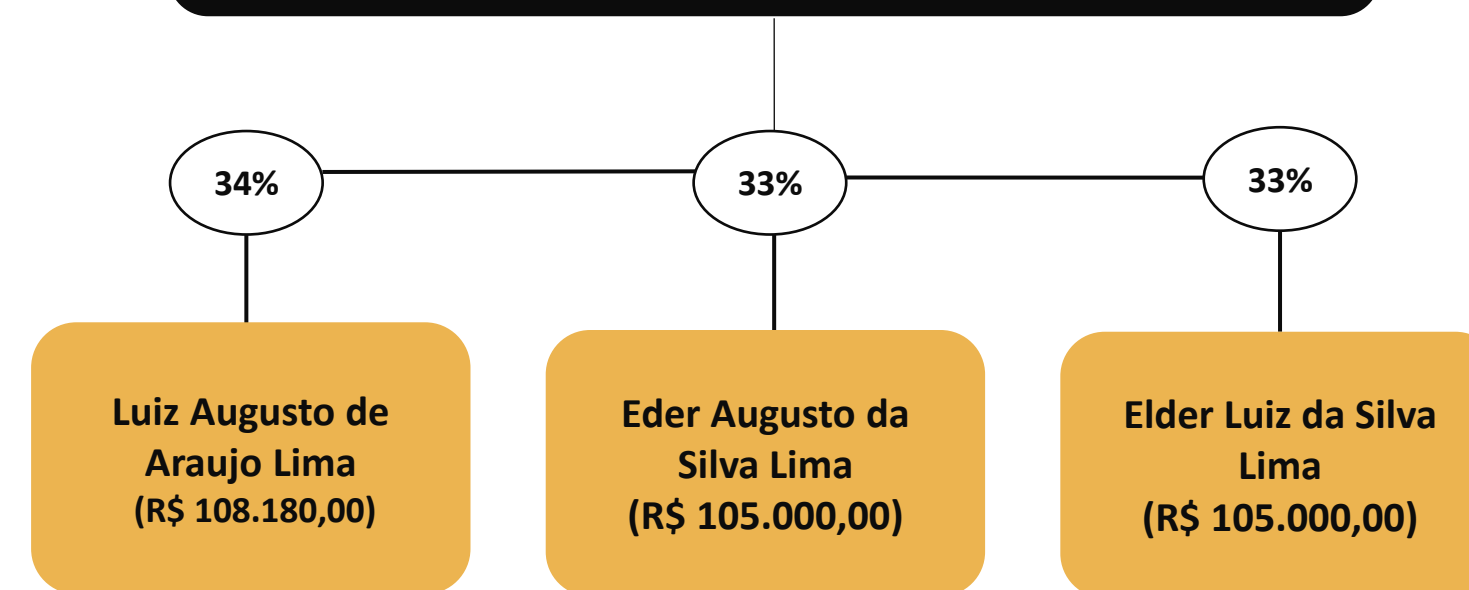 34%
33%
33%
Luiz Augusto de
Araujo Lima
(R$ 108.180,00)
Eder Augusto da
Silva Lima
(R$ 105.000,00)
Elder Luiz da Silva
Lima
(R$ 105.000,00)